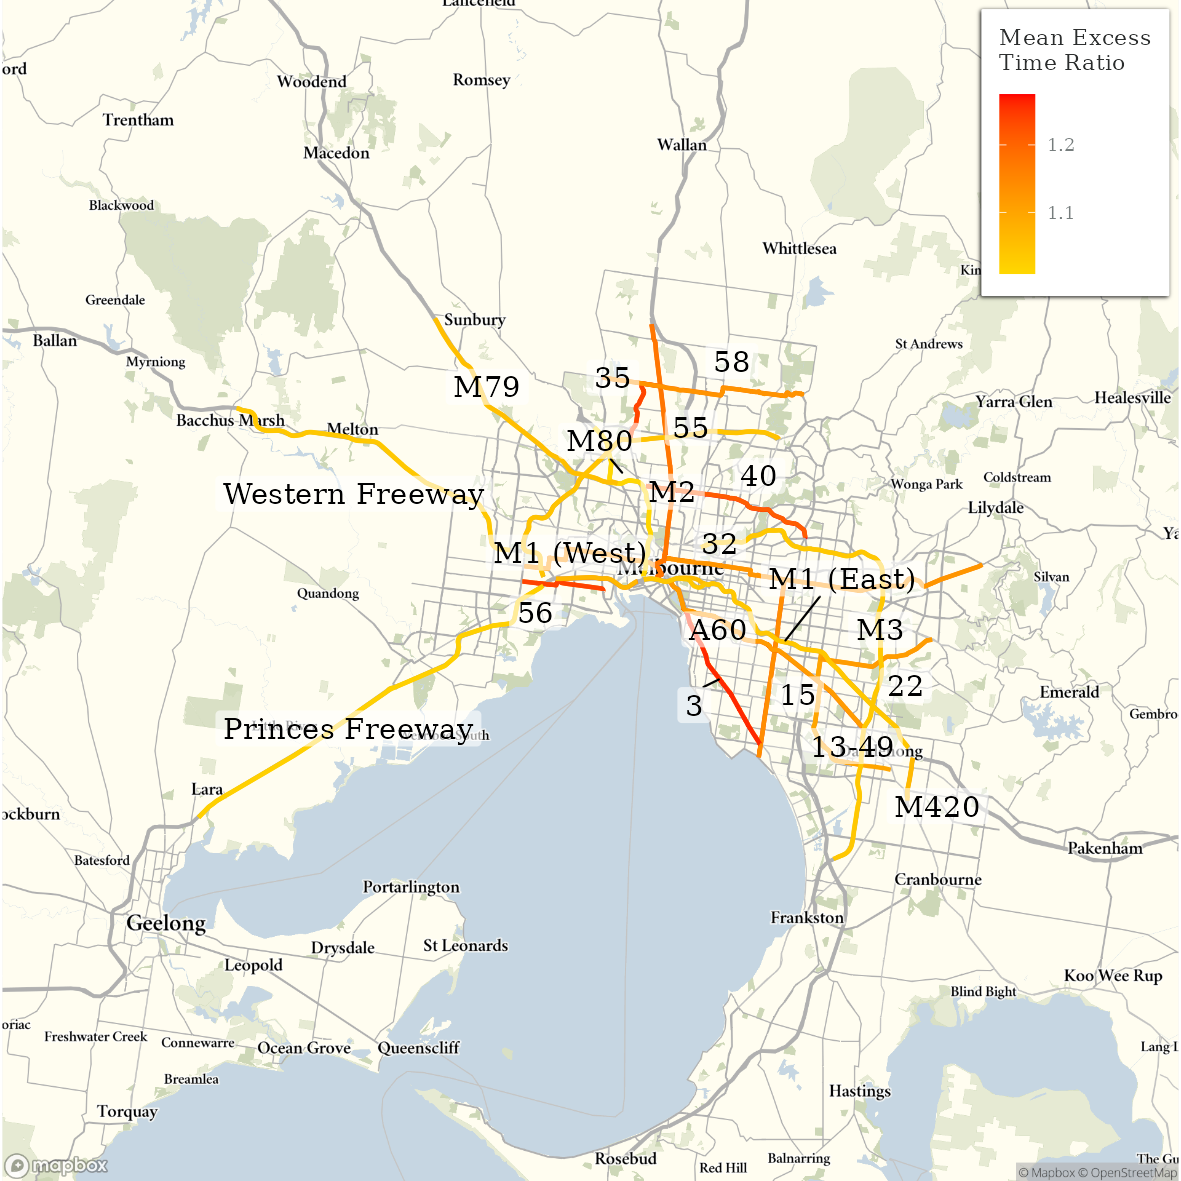 Lancefield
Mean Excess
Time Ratio
1.2
1.1
ord
Woodend
Romsey
Trentham
Macedon
Wallan
Blackwood
Whittlesea
Kin
Greendale
Sunbury
Ballan
Myrniong
St Andrews
58
35
M79
Yarra Glen
Healesville
Bacchus Marsh
Melton
55
M80
40
Coldstream
Wonga Park
Western Freeway
M2
Lilydale
Ya
32
M1 (West)
Melbourne
M1 (East)
Silvan
Quandong
56
A60
M3
22
Emerald
15
3
Gembro
Princes Freeway
South
13-49
Lara
M420
ockburn
Pakenham
Batesford
Cranbourne
Portarlington
Geelong
Frankston
Drysdale
St Leonards
Leopold
Koo Wee Rup
Blind Bight
oriac
Freshwater Creek
Connewarre
Ocean Grove
Queenscliff
Lang L
Breamlea
Hastings
Torquay
Rosebud
Red Hill
Balnarring
The Gu
mapbox
© Mapbox © OpenStreetMap